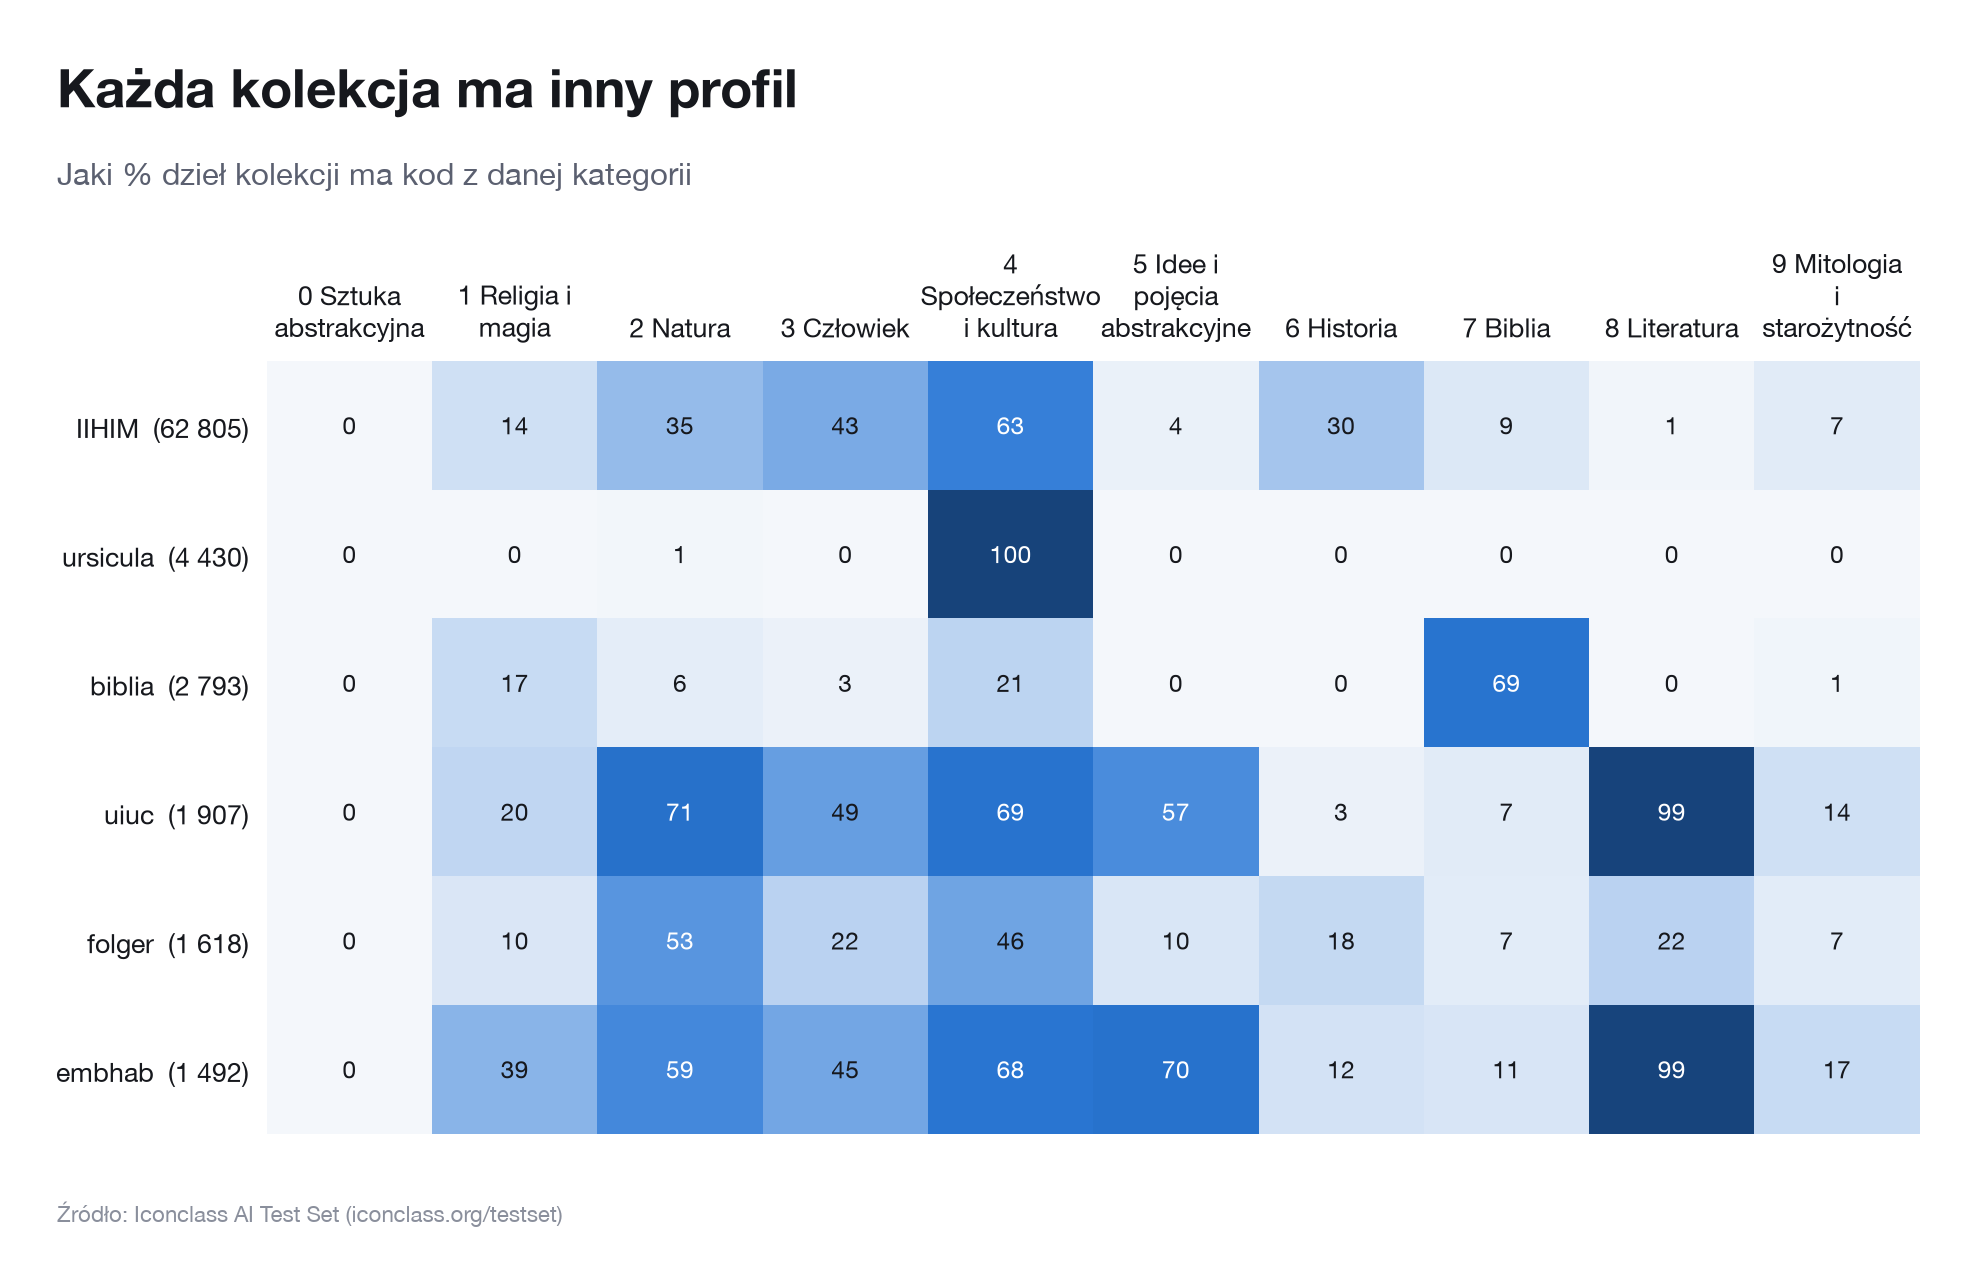 Każda kolekcja ma inny profil
Jaki % dzieł kolekcji ma kod z danej kategorii
0 Sztuka
abstrakcyjna
1 Religia i
magia
2 Natura
3 Człowiek
4
Społeczeństwo
i kultura
5 Idee i
pojęcia
abstrakcyjne
6 Historia
7 Biblia
8 Literatura
9 Mitologia
i
starożytność
IIHIM (62 805) 0 14 35 43 63 4 30 9 1 7
ursicula (4 430) 0 0 1 0 100 0 0 0 0 0
biblia (2 793) 0 17 6 3 21 0 0 69 0 1
uiuc (1 907) 0 20 71 49 69 57 3 7 99 14
folger (1 618) 0 10 53 22 46 10 18 7 22 7
embhab (1 492) 0 39 59 45 68 70 12 11 99 17
Źródło: Iconclass AI Test Set (iconclass.org/testset)